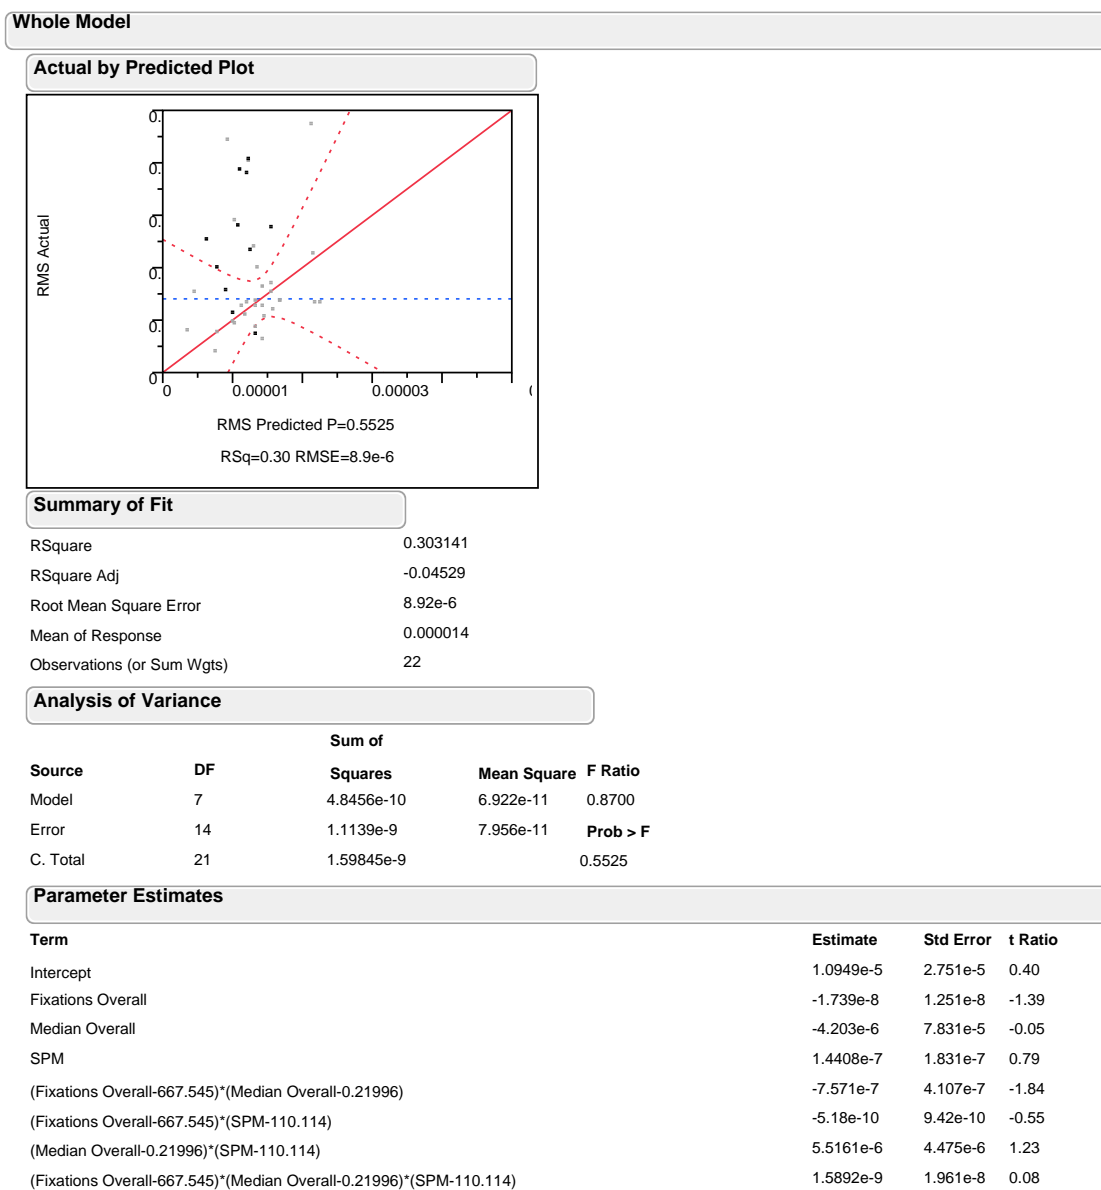 Whole Model
Actual by Predicted Plot
RMS Actual
0.
0.
0.
0.
0.
0
0 0.00001 0.00003
RMS Predicted P=0.5525
RSq=0.30 RMSE=8.9e-6
Summary of Fit
RSquare 0.303141
RSquare Adj -0.04529
Root Mean Square Error 8.92e-6
Mean of Response 0.000014
Observations (or Sum Wgts) 22
Analysis of Variance
Sum of
Source DF Squares Mean Square F Ratio
Model 7 4.8456e-10 6.922e-11 0.8700
Error 14 1.1139e-9 7.956e-11 Prob > F
C. Total 21 1.59845e-9 0.5525
Parameter Estimates
Term Estimate Std Error t Ratio
Intercept 1.0949e-5 2.751e-5 0.40
Fixations Overall -1.739e-8 1.251e-8 -1.39
Median Overall -4.203e-6 7.831e-5 -0.05
SPM 1.4408e-7 1.831e-7 0.79
(Fixations Overall-667.545)*(Median Overall-0.21996) -7.571e-7 4.107e-7 -1.84
(Fixations Overall-667.545)*(SPM-110.114) -5.18e-10 9.42e-10 -0.55
(Median Overall-0.21996)*(SPM-110.114) 5.5161e-6 4.475e-6 1.23
(Fixations Overall-667.545)*(Median Overall-0.21996)*(SPM-110.114) 1.5892e-9 1.961e-8 0.08